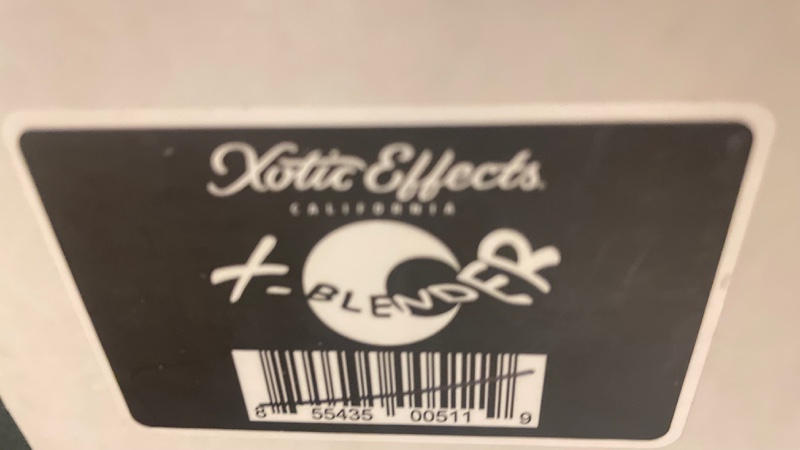 Xotic Effects
CALIFORNIA
X-BLENDER
8 55435 00511 9